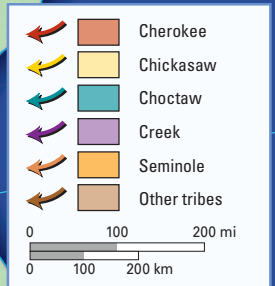 Cherokee
Chickasaw
Choctaw
Creek
Seminole
Other tribes
0 100 200 mi
0 100 200 km